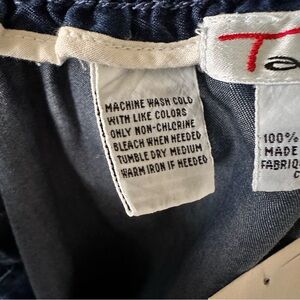 MACHINE WASH COLD
WITH LIKE COLORS
ONLY NON-CHLORINE
BLEACH WHEN NEEDED
TUMBLE DRY MEDIUM
WARM IRON IF NEEDED
100%
MADE